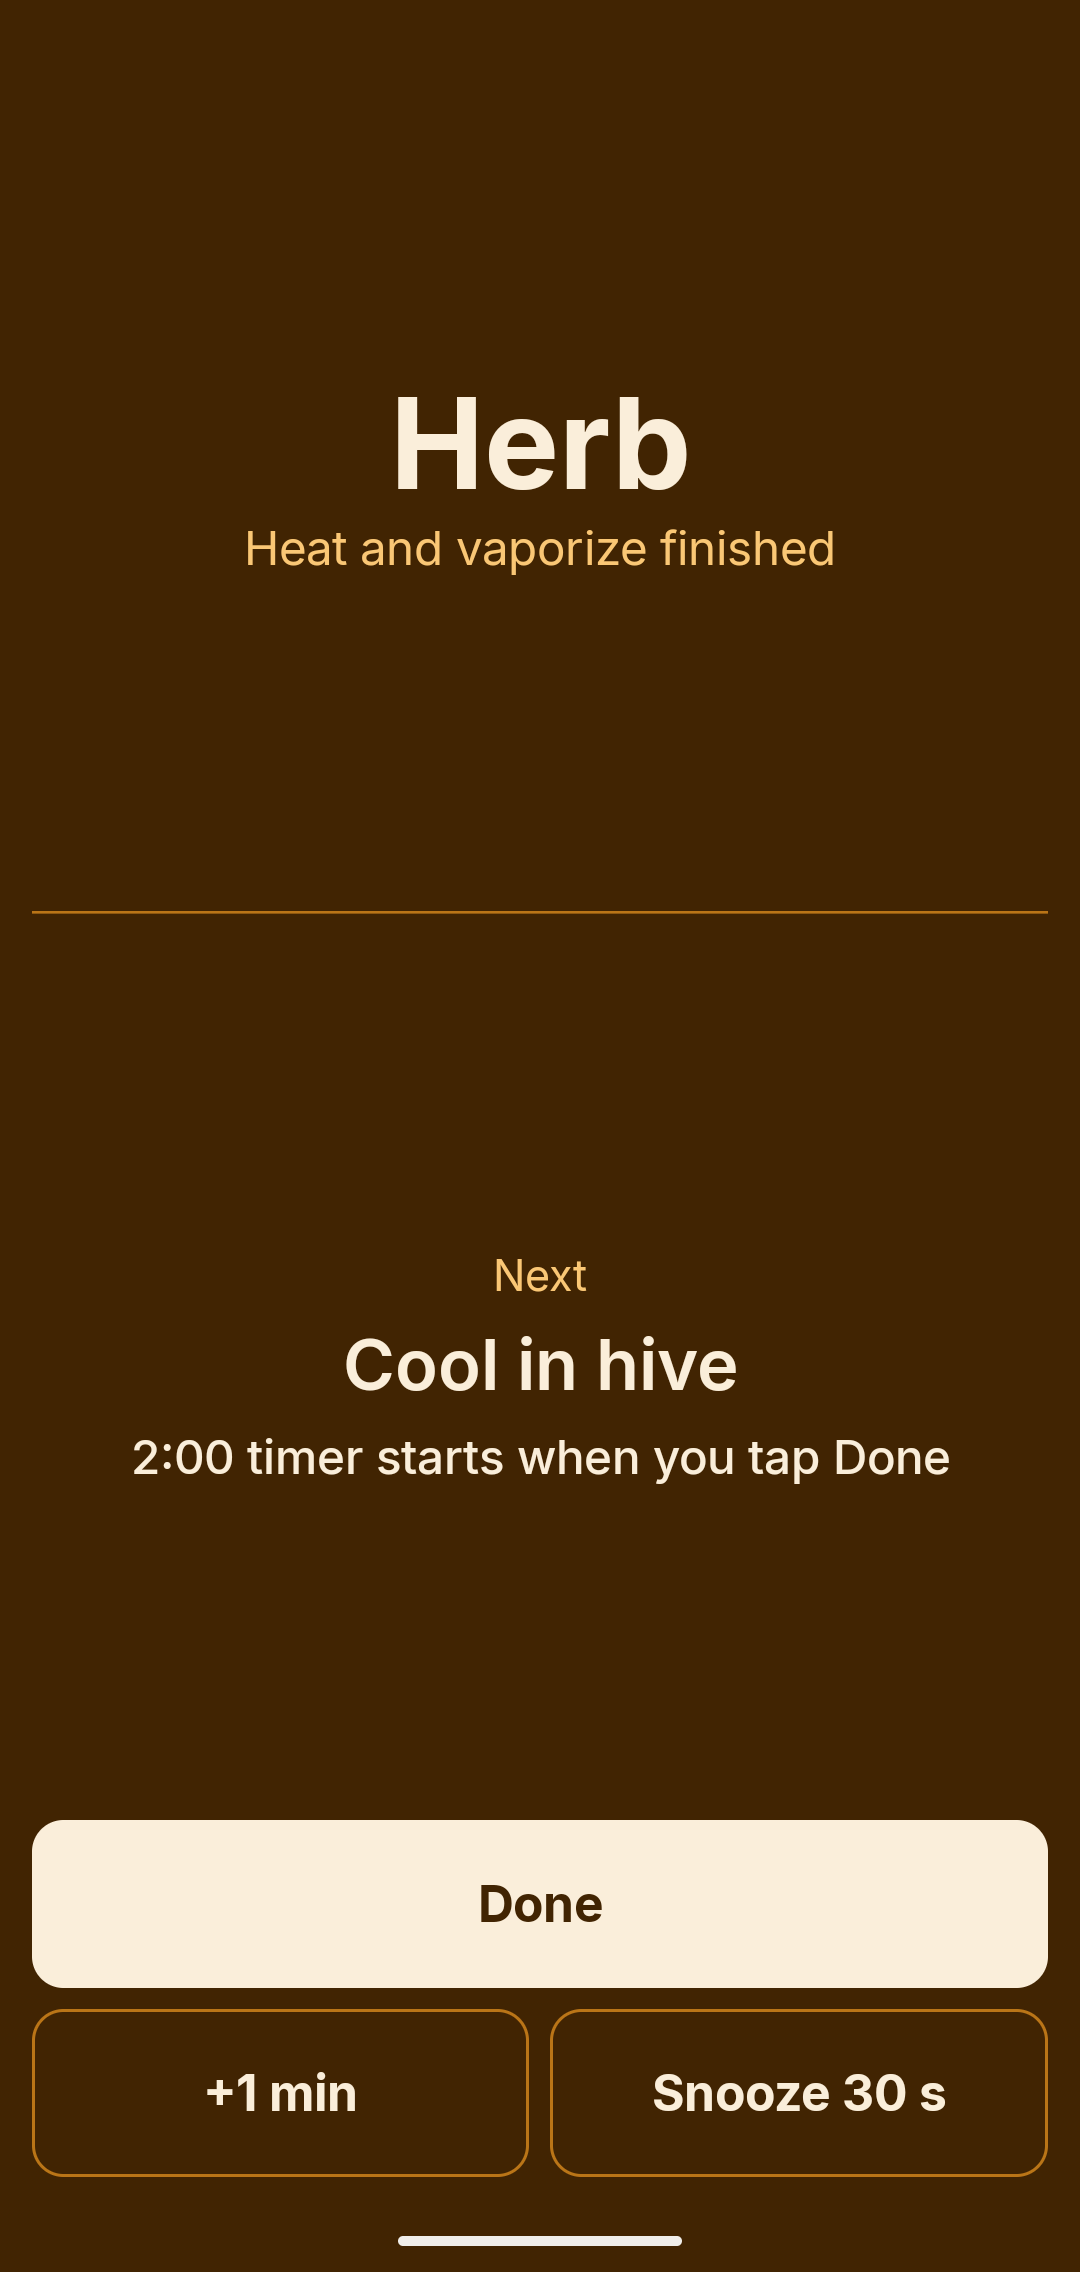 Herb
Heat and vaporize finished
Next
Cool in hive
2:00 timer starts when you tap Done
Done
+1 min
Snooze 30 s